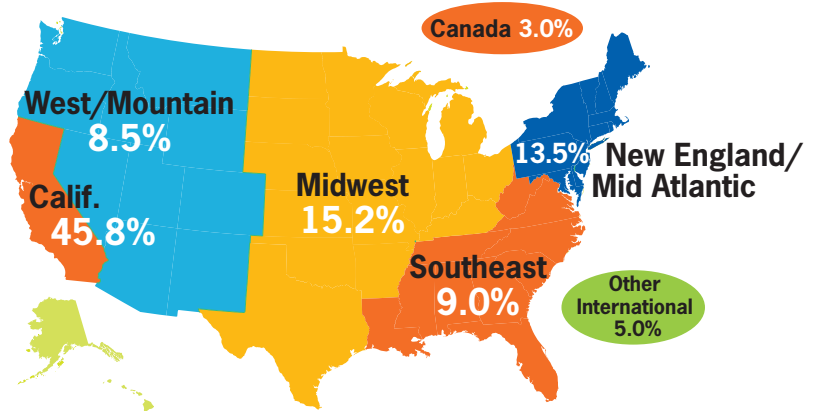 Canada 3.0%
West/Mountain
8.5%
13.5%
New England/
Mid Atlantic
Midwest
15.2%
Calif.
45.8%
Southeast
9.0%
Other
International
5.0%